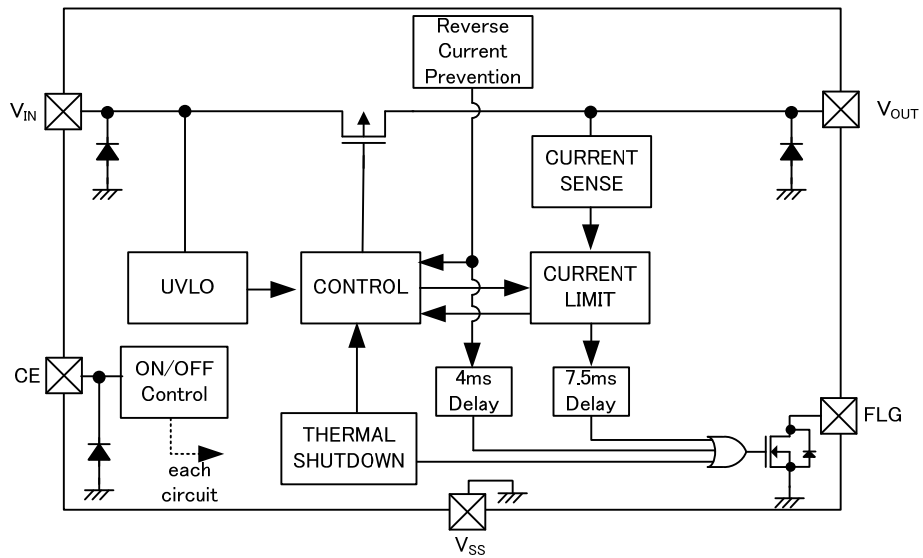 Reverse
Current
Prevention
VIN
VOUT
CURRENT
SENSE
UVLO
CONTROL
CURRENT
LIMIT
CE
ON/OFF
Control
4ms
Delay
7.5ms
Delay
FLG
THERMAL
SHUTDOWN
each
circuit
VSS